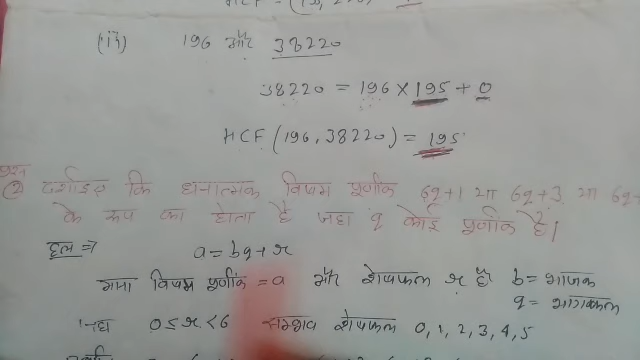 (ii) 196 और 38220
38220 = 196 × 195 + 0
HCF (196, 38220) = 195
प्रश्न
② दर्शाइए कि धनात्मक विषम पूर्णांक 6q+1 या 6q+3 या 6q+
के रूप का होता है जहाँ q कोई पूर्णांक है।
हल ⇒ a = bq + r
माना विषम पूर्णांक = a और शेषफल r है b = भाजक
q = भागफल
जहाँ 0 ≤ r < 6 सम्भव शेषफल 0, 1, 2, 3, 4, 5